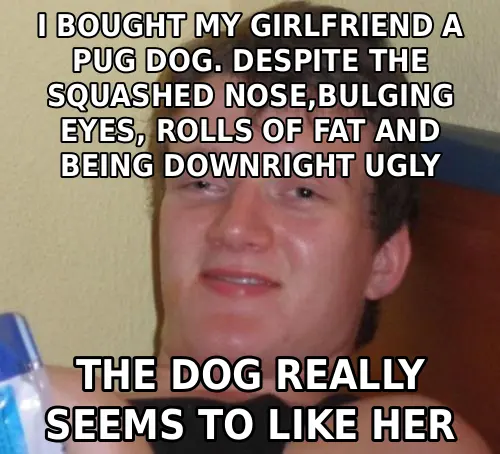 I BOUGHT MY GIRLFRIEND A
PUG DOG. DESPITE THE
SQUASHED NOSE,BULGING
EYES, ROLLS OF FAT AND
BEING DOWNRIGHT UGLY
THE DOG REALLY
SEEMS TO LIKE HER